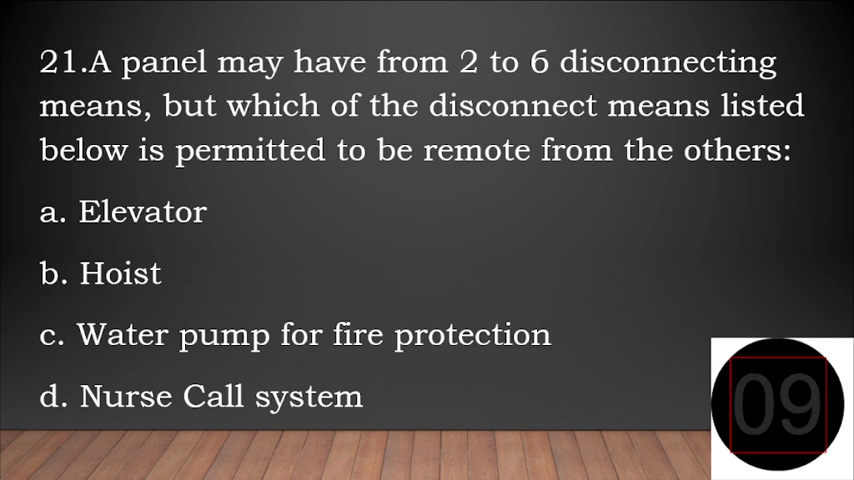 21.A panel may have from 2 to 6 disconnecting
means, but which of the disconnect means listed
below is permitted to be remote from the others:
a. Elevator
b. Hoist
c. Water pump for fire protection
d. Nurse Call system
09